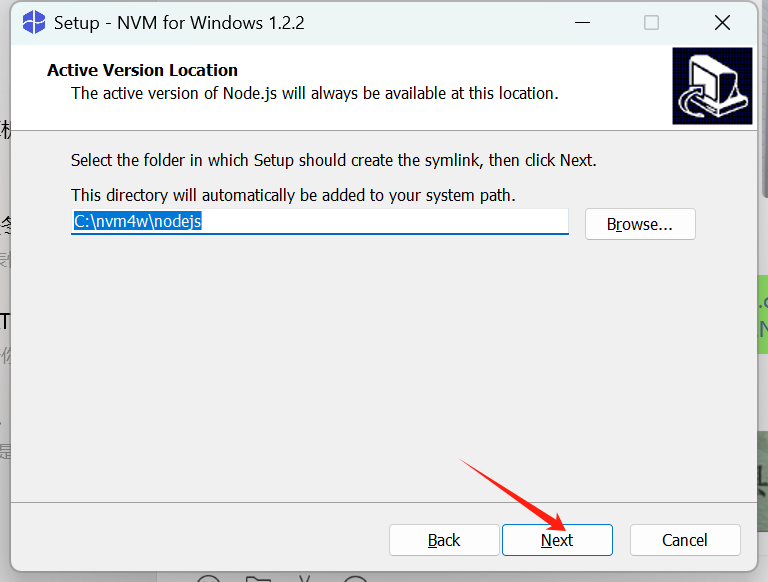 Setup - NVM for Windows 1.2.2
Active Version Location
The active version of Node.js will always be available at this location.
Select the folder in which Setup should create the symlink, then click Next.
This directory will automatically be added to your system path.
C:\nvm4w\nodejs
Browse...
Back
Next
Cancel